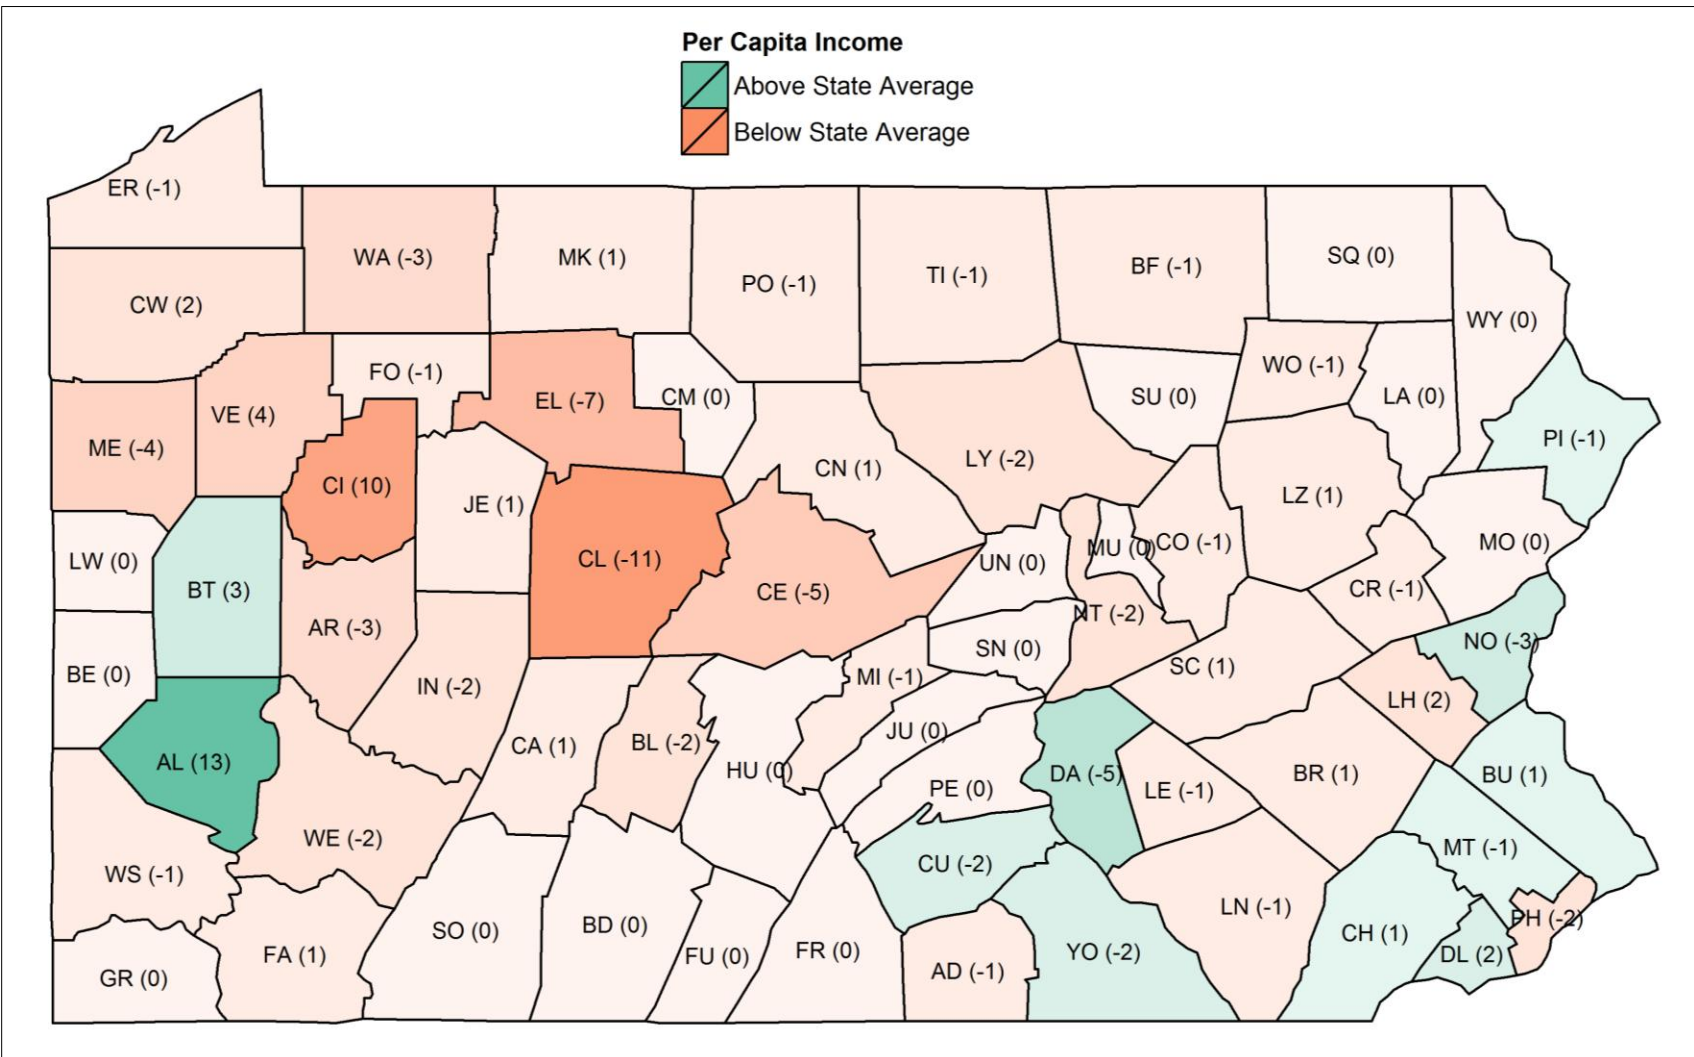 Per Capita Income
Above State Average
Below State Average
ER (-1)
WA (-3)
MK (1)
PO (-1)
TI (-1)
BF (-1)
SQ (0)
CW (2)
WY (0)
FO (-1)
EL (-7)
CM (0)
SU (0)
WO (-1)
LA (0)
VE (4)
ME (-4)
PI (-1)
CI (10)
JE (1)
CN (1)
LY (-2)
LZ (1)
LW (0)
BT (3)
CL (-11)
CE (-5)
UN (0)
MU (0)
CO (-1)
MO (0)
AR (-3)
NT (-2)
CR (-1)
BE (0)
IN (-2)
MI (-1)
SN (0)
SC (1)
NO (-3)
LH (2)
AL (13)
CA (1)
BL (-2)
HU (0)
JU (0)
PE (0)
DA (-5)
LE (-1)
BR (1)
BU (1)
WS (-1)
WE (-2)
CU (-2)
MT (-1)
GR (0)
FA (1)
SO (0)
BD (0)
FU (0)
FR (0)
AD (-1)
YO (-2)
LN (-1)
CH (1)
DL (2)
PH (-2)